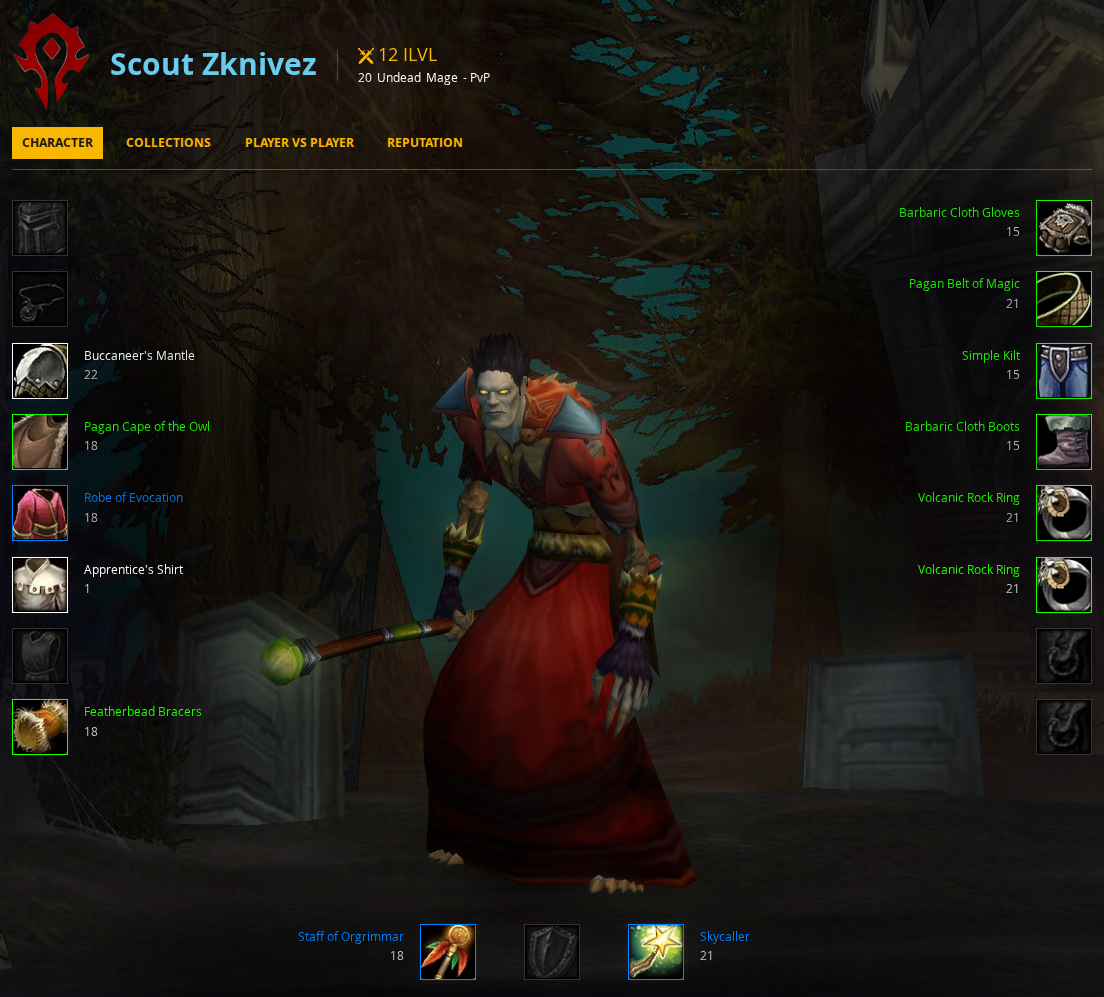 Scout Zknivez
12 ILVL
20 Undead Mage - PvP
CHARACTER
COLLECTIONS
PLAYER VS PLAYER
REPUTATION
Buccaneer's Mantle
22
Pagan Cape of the Owl
18
Robe of Evocation
18
Apprentice's Shirt
1
Featherbead Bracers
18
Barbaric Cloth Gloves
15
Pagan Belt of Magic
21
Simple Kilt
15
Barbaric Cloth Boots
15
Volcanic Rock Ring
21
Volcanic Rock Ring
21
Staff of Orgrimmar
18
Skycaller
21